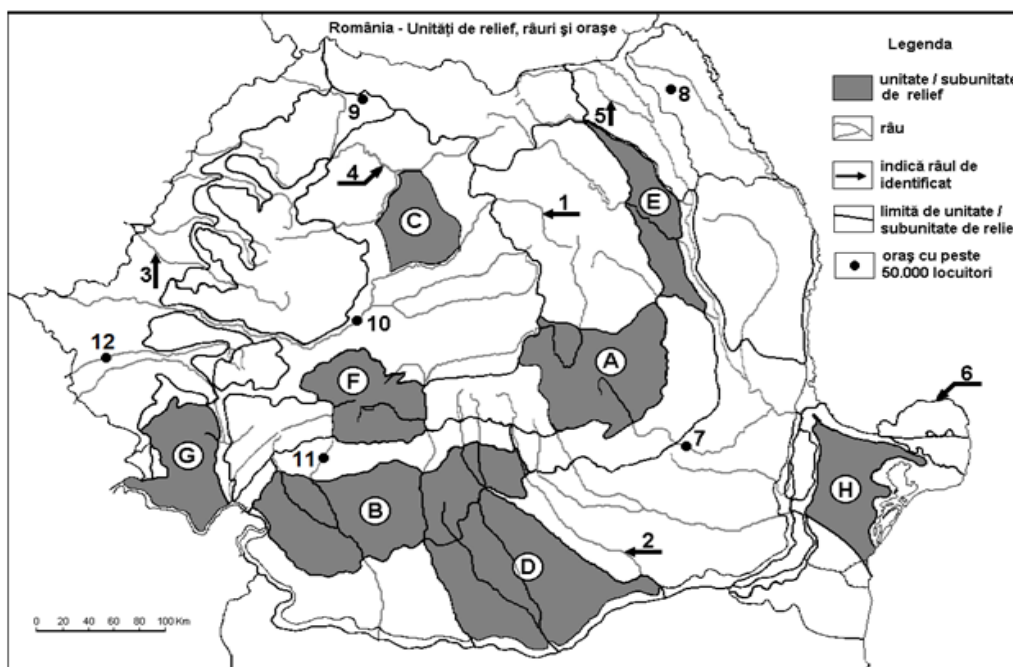 România - Unităţi de relief, râuri şi oraşe
Legenda
unitate / subunitate
de relief
râu
indică râul de
identificat
limită de unitate /
subunitate de relie
oraş cu peste
50.000 locuitori
9
5
8
4
1
E
C
3
10
12
A
6
F
7
G
11
H
B
2
D
0 20 40 60 80 100 Km